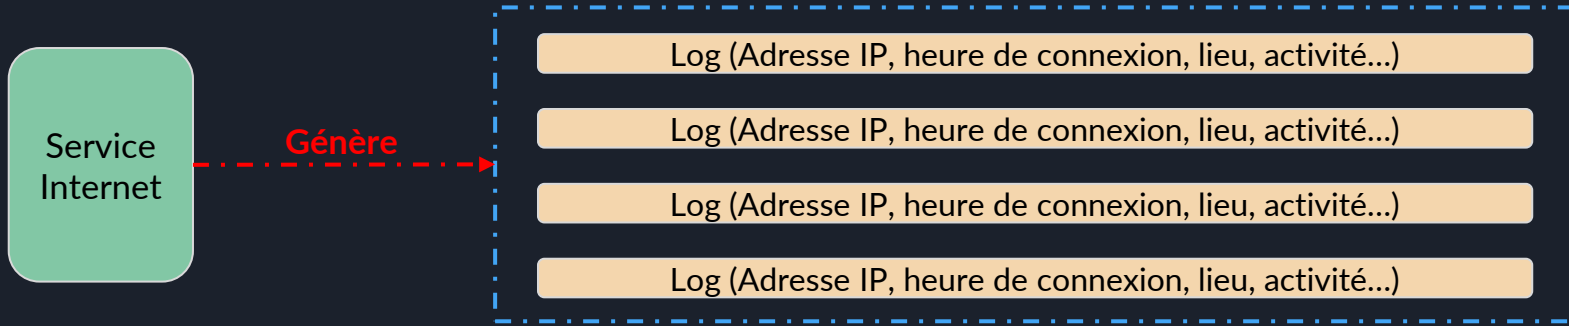 Service
Internet
Génère
Log (Adresse IP, heure de connexion, lieu, activité...)
Log (Adresse IP, heure de connexion, lieu, activité...)
Log (Adresse IP, heure de connexion, lieu, activité...)
Log (Adresse IP, heure de connexion, lieu, activité...)